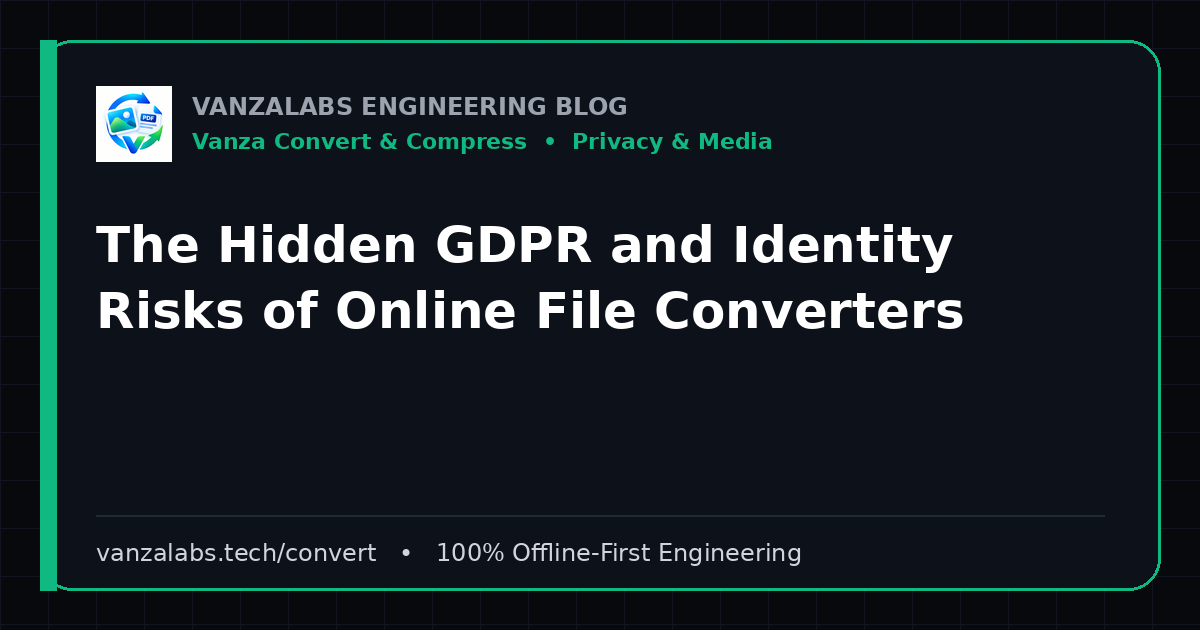 PDF
VANZALABS ENGINEERING BLOG
Vanza Convert & Compress • Privacy & Media
The Hidden GDPR and Identity
Risks of Online File Converters
vanzalabs.tech/convert • 100% Offline-First Engineering